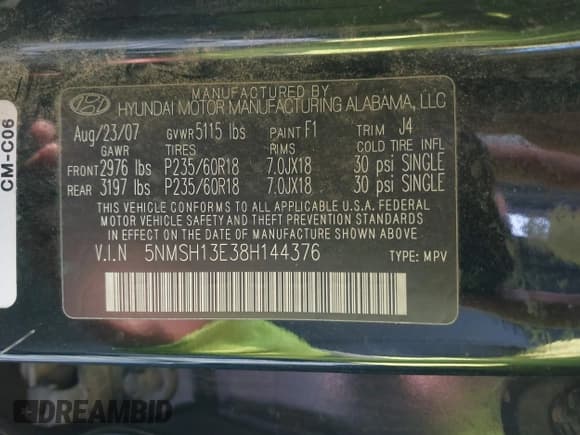 MANUFACTURED BY
HYUNDAI MOTOR MANUFACTURING ALABAMA, LLC
Aug/23/07 GVWR 5115 lbs PAINT F1 TRIM J4
GAWR TIRES RIMS COLD TIRE INFL
FRONT 2976 lbs P235/60R18 7.0JX18 30 psi SINGLE
REAR 3197 lbs P235/60R18 7.0JX18 30 psi SINGLE
THIS VEHICLE CONFORMS TO ALL APPLICABLE U.S.A. FEDERAL
MOTOR VEHICLE SAFETY AND THEFT PREVENTION STANDARDS
IN EFFECT ON THE DATE OF MANUFACTURE SHOWN ABOVE.
V.I.N 5NMSH13E38H144376 TYPE: MPV
CM-C06
DREAMBID